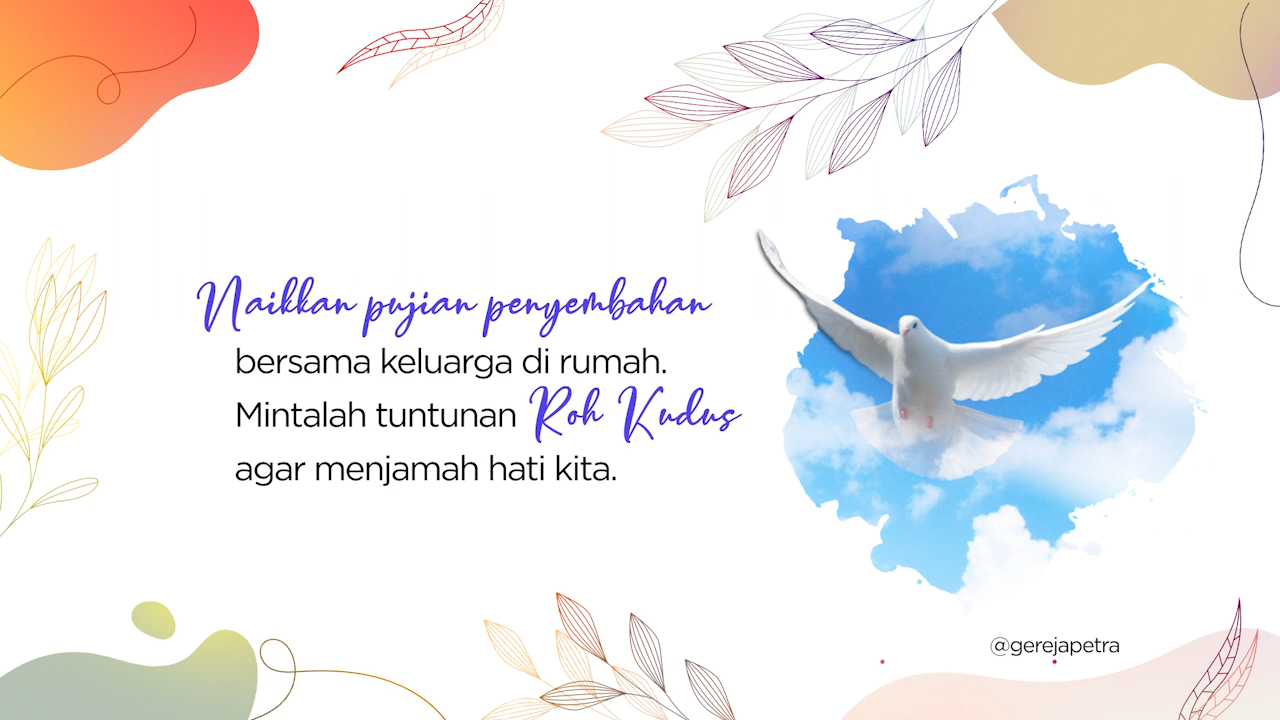 Naikkan pujian penyembahan
bersama keluarga di rumah.
Mintalah tuntunan Roh Kudus
agar menjamah hati kita.
@gerejapetra